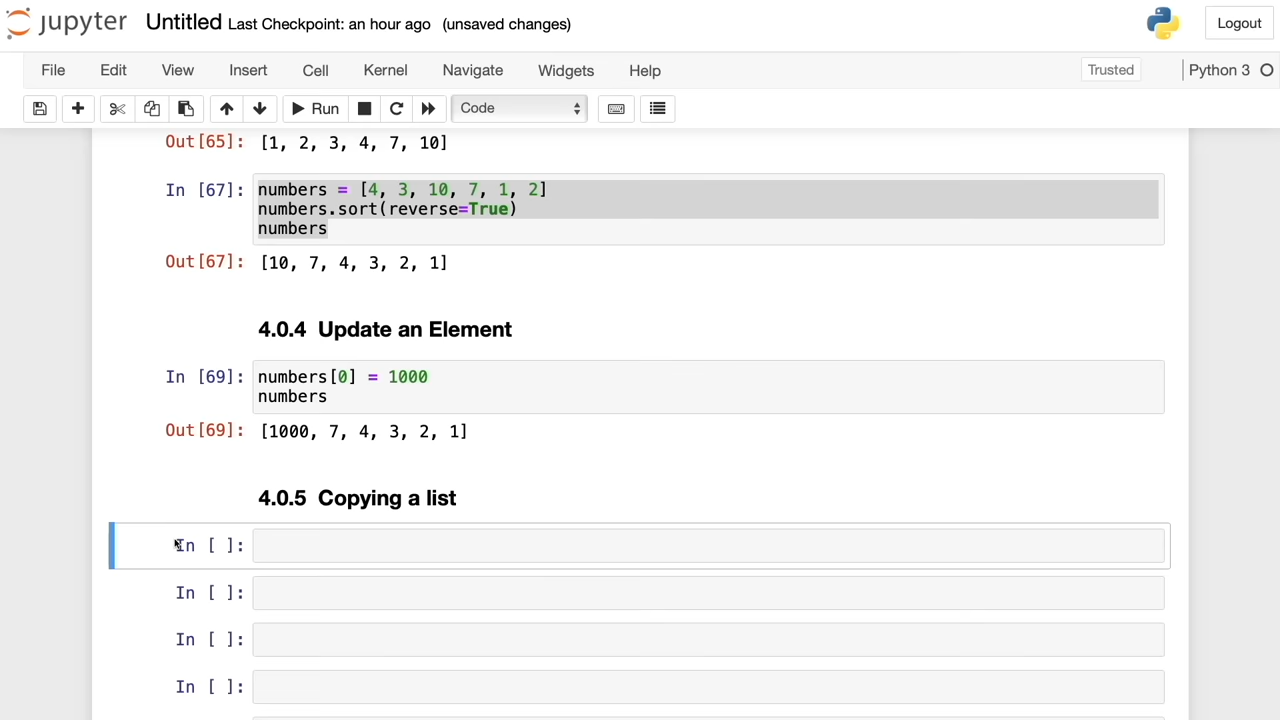 jupyter Untitled Last Checkpoint: an hour ago (unsaved changes) Logout
File Edit View Insert Cell Kernel Navigate Widgets Help Trusted Python 3
Run Code
Out[65]: [1, 2, 3, 4, 7, 10]
In [67]: numbers = [4, 3, 10, 7, 1, 2]
numbers.sort(reverse=True)
numbers
Out[67]: [10, 7, 4, 3, 2, 1]
4.0.4 Update an Element
In [69]: numbers[0] = 1000
numbers
Out[69]: [1000, 7, 4, 3, 2, 1]
4.0.5 Copying a list
In [ ]:
In [ ]:
In [ ]:
In [ ]: